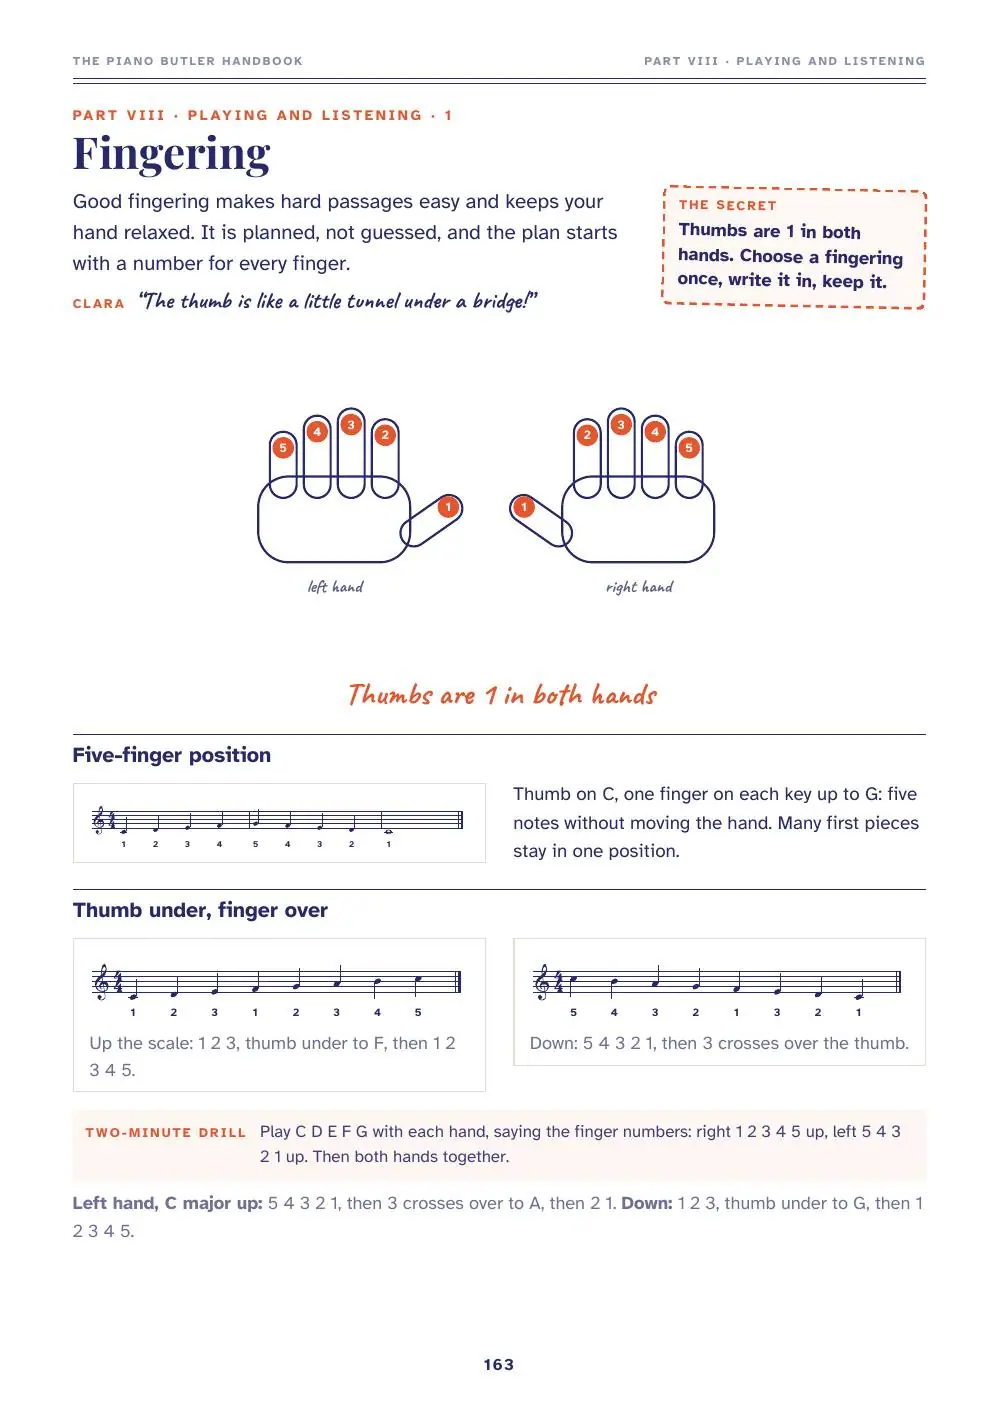 THE PIANO BUTLER HANDBOOK
PART VIII · PLAYING AND LISTENING
PART VIII · PLAYING AND LISTENING · 1
Fingering
Good fingering makes hard passages easy and keeps your
hand relaxed. It is planned, not guessed, and the plan starts
with a number for every finger.
CLARA “The thumb is like a little tunnel under a bridge!”
THE SECRET
Thumbs are 1 in both
hands. Choose a fingering
once, write it in, keep it.
5 4 3 2 1
left hand
1 2 3 4 5
right hand
Thumbs are 1 in both hands
Five-finger position
4 4
1 2 3 4 5 4 3 2 1
Thumb on C, one finger on each key up to G: five
notes without moving the hand. Many first pieces
stay in one position.
Thumb under, finger over
4 4
1 2 3 1 2 3 4 5
Up the scale: 1 2 3, thumb under to F, then 1 2
3 4 5.
4 4
5 4 3 2 1 3 2 1
Down: 5 4 3 2 1, then 3 crosses over the thumb.
TWO-MINUTE DRILL Play C D E F G with each hand, saying the finger numbers: right 1 2 3 4 5 up, left 5 4 3
2 1 up. Then both hands together.
Left hand, C major up: 5 4 3 2 1, then 3 crosses over to A, then 2 1. Down: 1 2 3, thumb under to G, then 1
2 3 4 5.
163